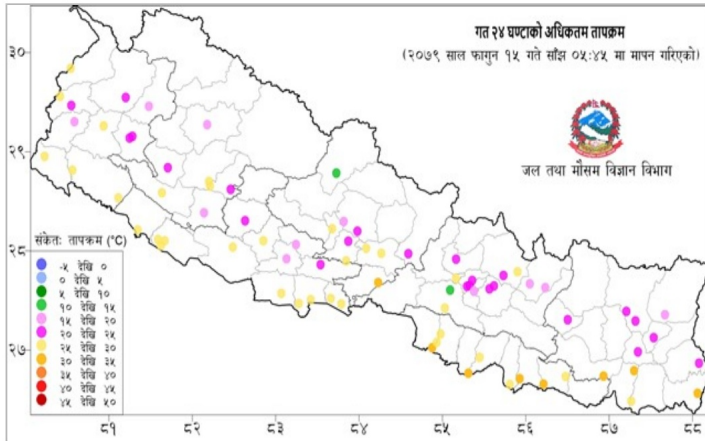 गत २४ घण्टाको अधिकतम तापक्रम
(२०७९ साल फागुन १५ गते साँझ ०५:४५ मा मापन गरिएको)
जल तथा मौसम विज्ञान विभाग
३०
२९
२८
२७
संकेतः तापक्रम (°C)
-५ देखि ०
० देखि ५
५ देखि १०
१० देखि १५
१५ देखि २०
२० देखि २५
२५ देखि ३०
३० देखि ३५
३५ देखि ४०
४० देखि ४५
४५ देखि ५०
८१ ८२ ८३ ८४ ८५ ८६ ८७ ८८